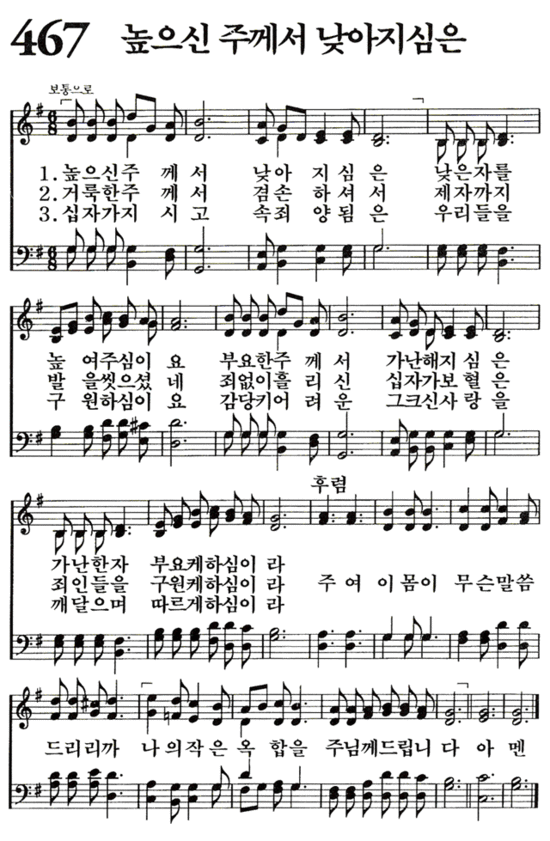 467 높으신 주께서 낮아지심은
보통으로
1.높으신주 께 서 낮아 지심 은 낮은자를
2.거룩한주 께 서 겸손 하셔 서 제자까지
3.십자가지 시 고 속죄 양됨 은 우리들을
높 여주심이 요 부요한주 께 서 가난해지심 은
발 을씻으셨 네 죄없이흘 리 신 십자가보혈 은
구 원하심이 요 감당키어 려 운 그크신사랑 을
후렴
가난한자 부요케하심이 라
죄인들을 구원케하심이 라 주 여 이 몸이 무슨말씀
깨달으며 따르게하심이 라
드리리까 나 의작은 옥 합을 주님께드립니 다 아 멘